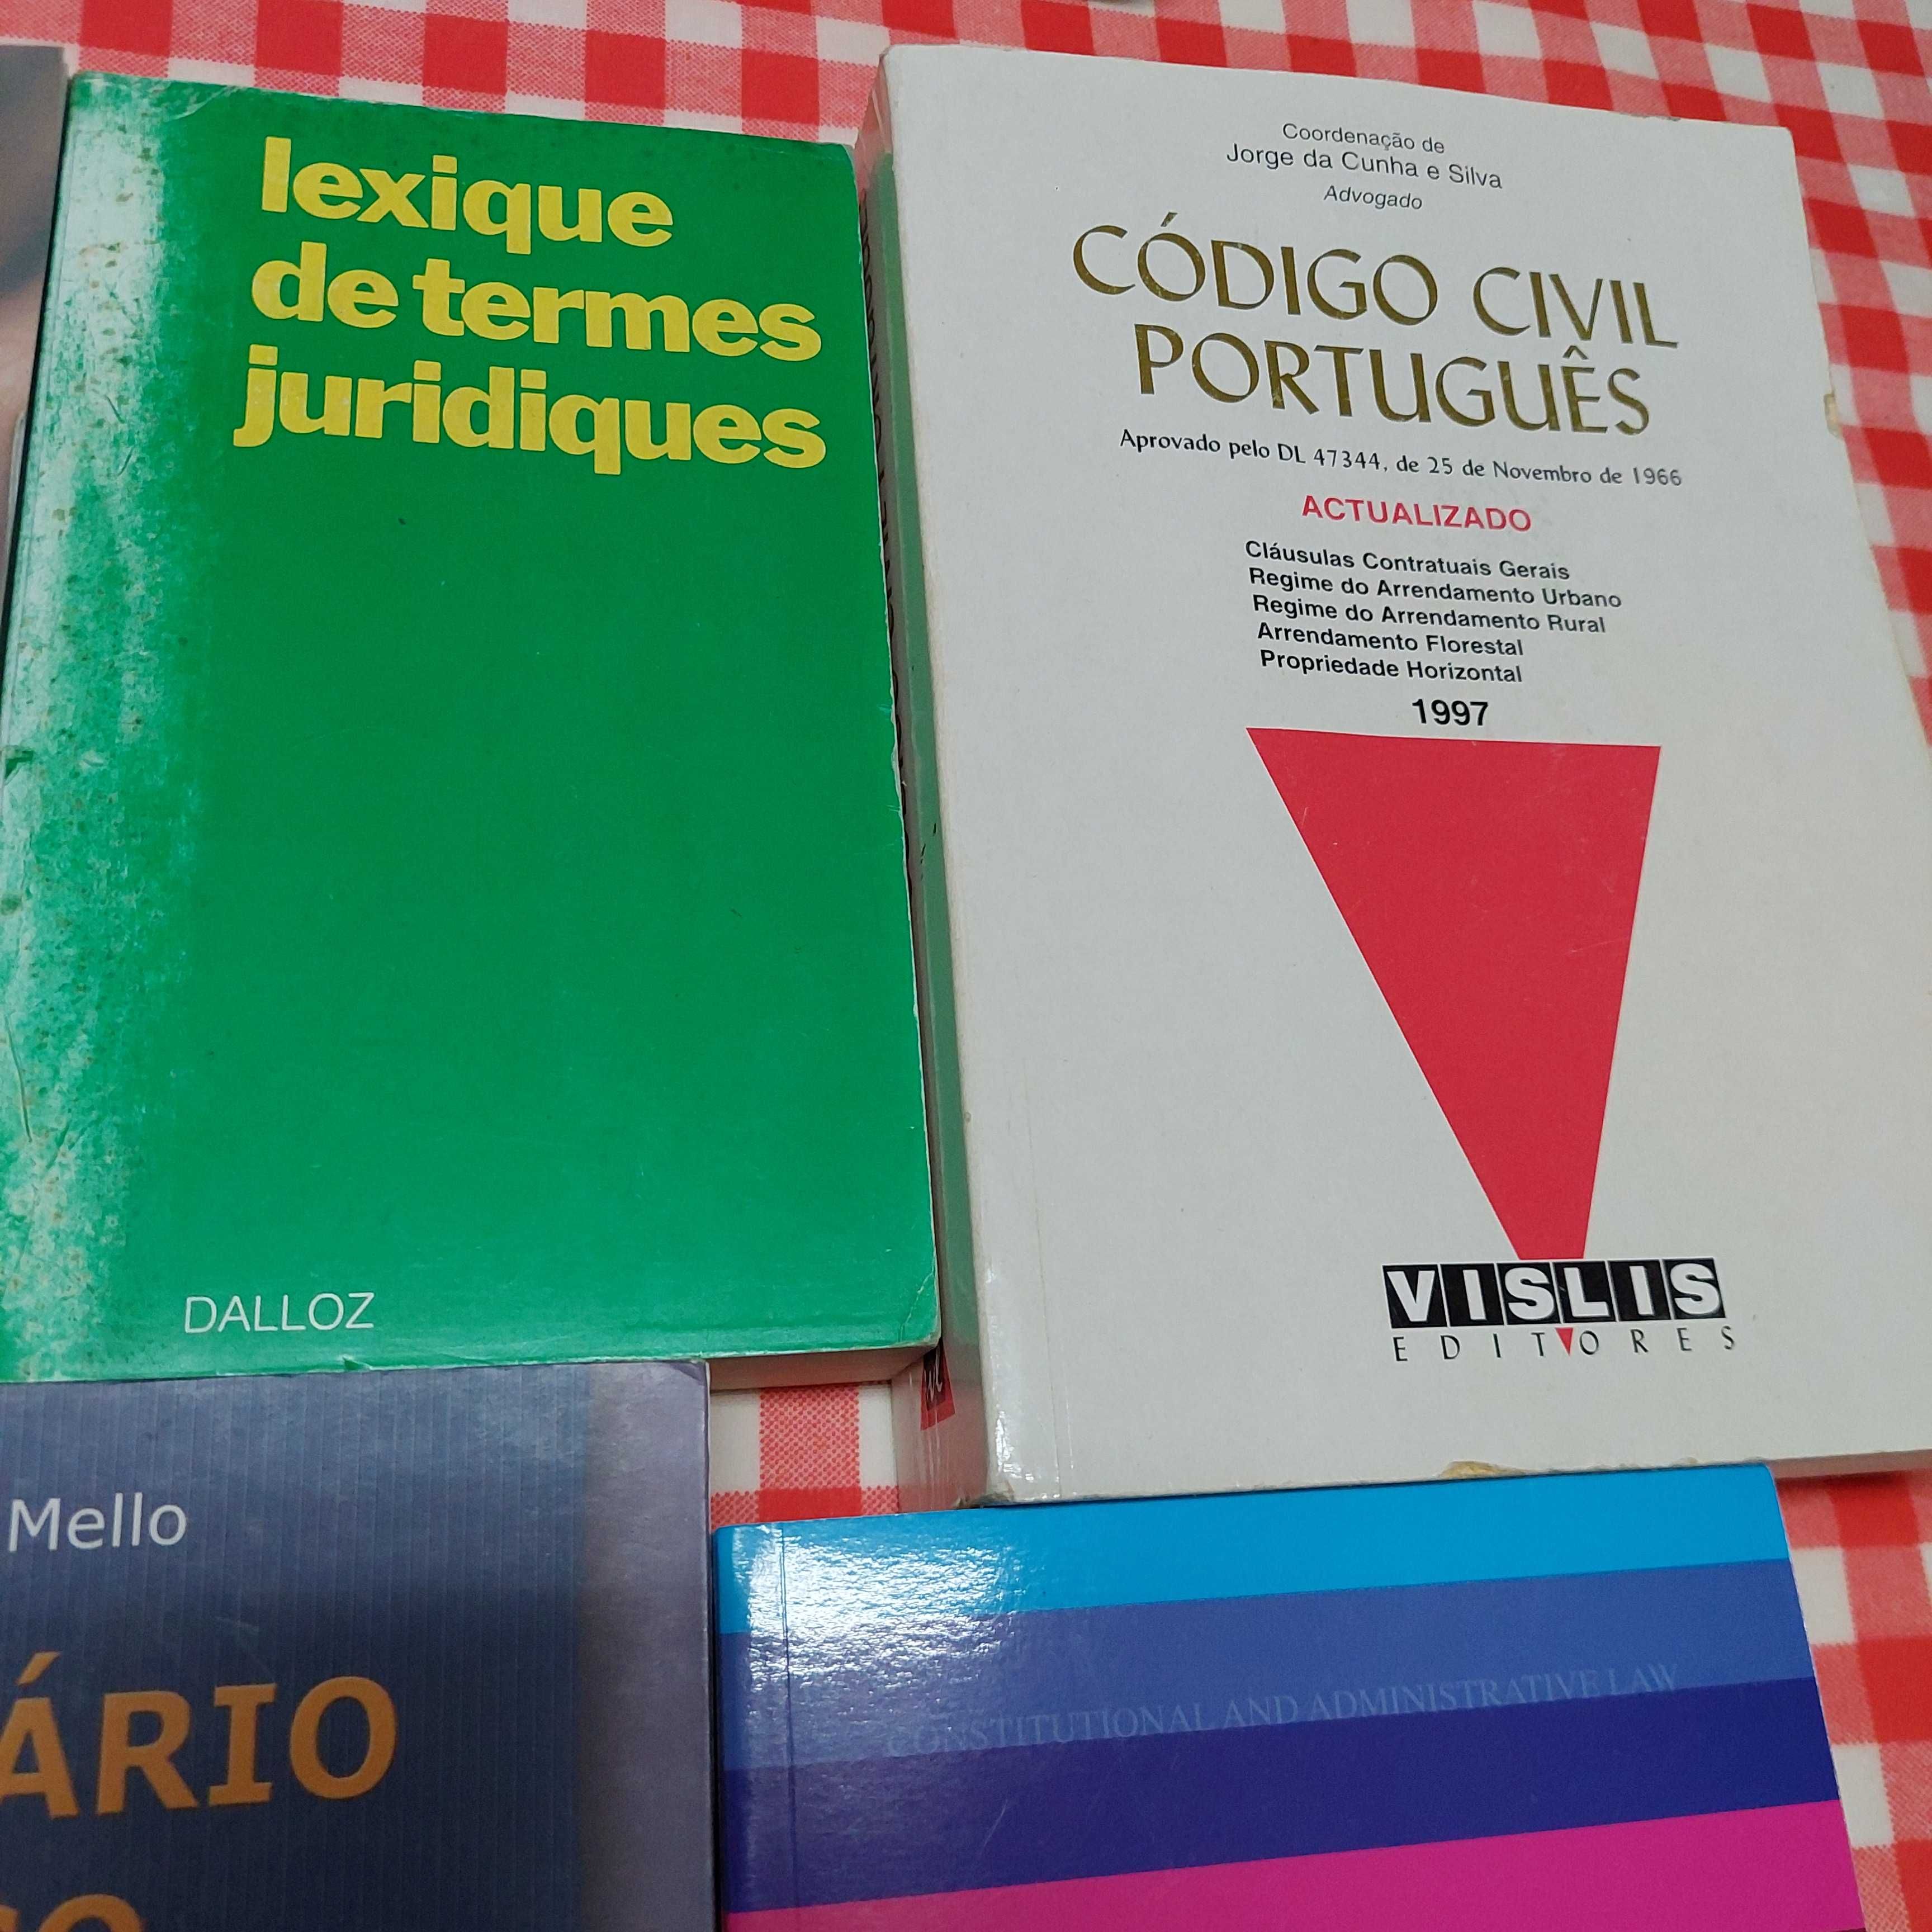 lexique
de termes
juridiques
DALLOZ
Coordenação de
Jorge da Cunha e Silva
Advogado
CÓDIGO CIVIL
PORTUGUÊS
Aprovado pelo DL 47344, de 25 de Novembro de 1966
ACTUALIZADO
Cláusulas Contratuais Gerais
Regime do Arrendamento Urbano
Regime do Arrendamento Rural
Arrendamento Florestal
Propriedade Horizontal
1997
VISLIS
EDITORES
Mello
ÁRIO
CONSTITUTIONAL AND ADMINISTRATIVE LAW